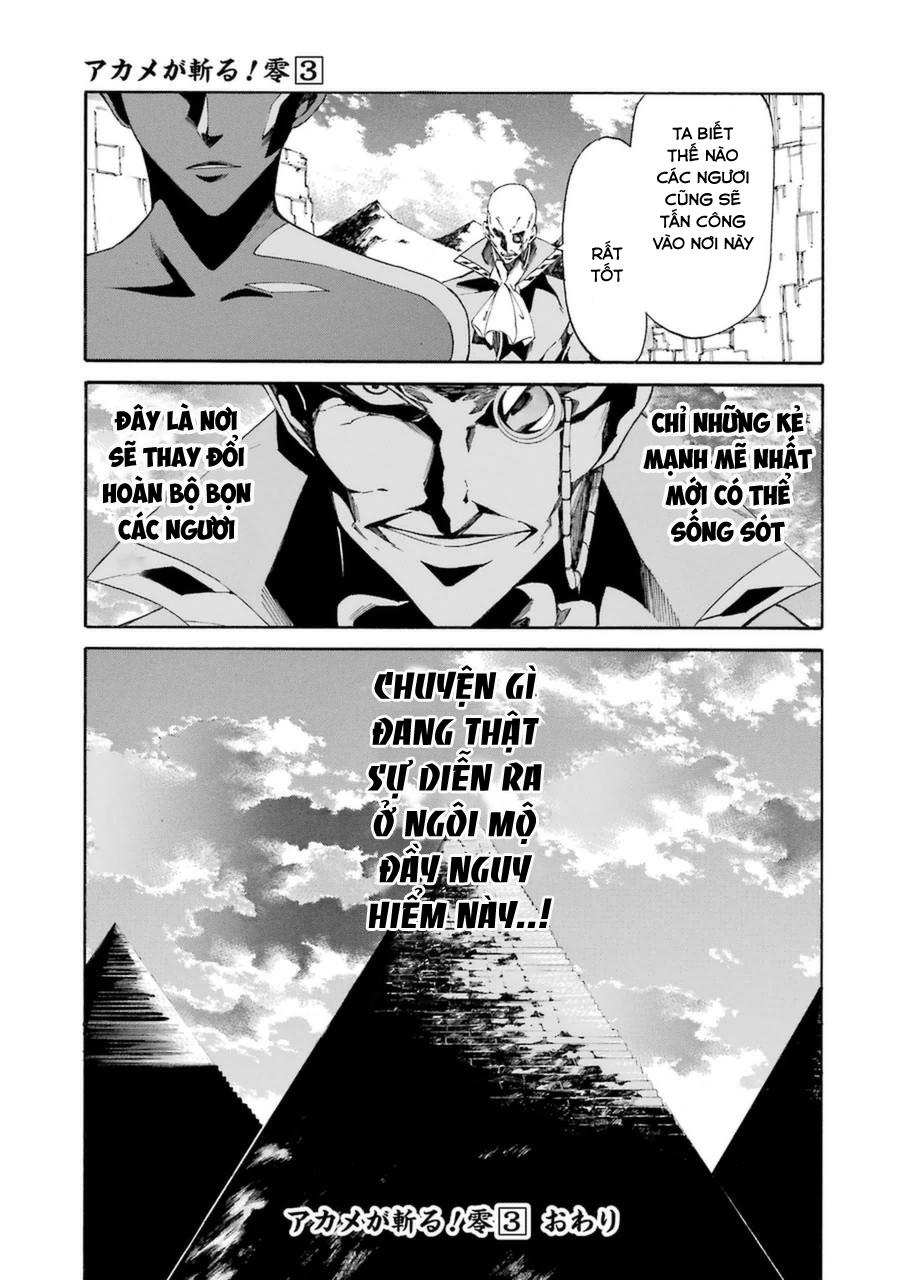 アカメが斬る！零 3
TA BIẾT
THẾ NÀO
CÁC NGƯƠI
CŨNG SẼ
TẤN CÔNG
VÀO NƠI NÀY
RẤT
TỐT
CHỈ NHỮNG KẺ
MẠNH MẼ NHẤT
MỚI CÓ THỂ
SỐNG SÓT
ĐÂY LÀ NƠI
SẼ THAY ĐỔI
HOÀN BỘ BỌN
CÁC NGƯƠI
CHUYỆN GÌ
ĐANG THẬT
SỰ DIỄN RA
Ở NGÔI MỘ
ĐẦY NGUY
HIỂM NÀY..!
アカメが斬る！零 3 おわり